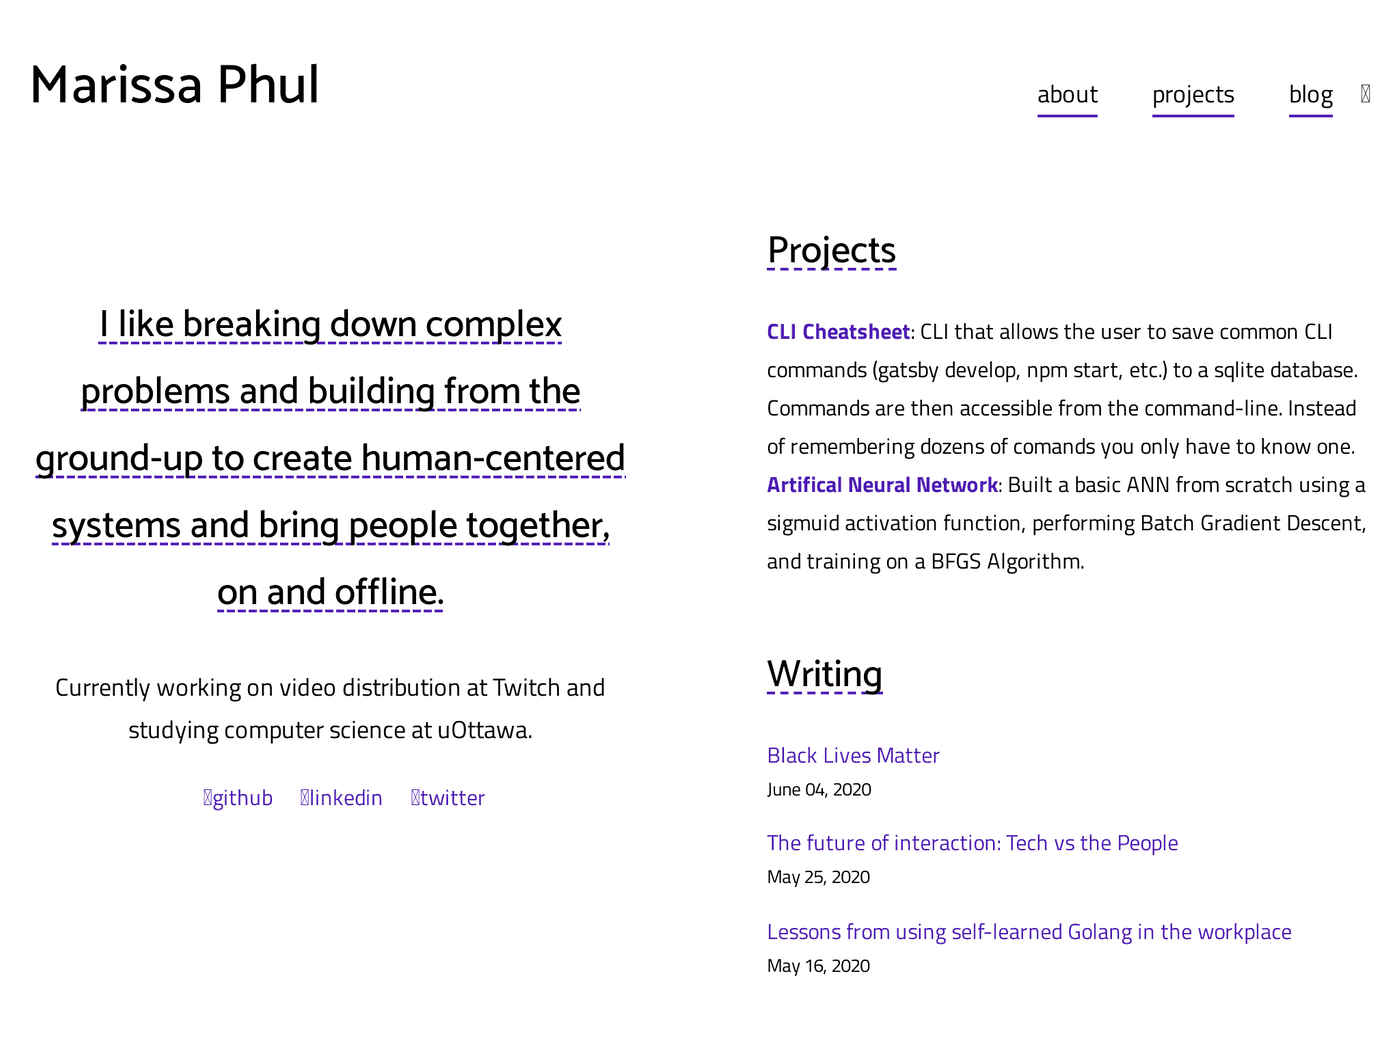 Marissa Phul
about projects blog
I like breaking down complex
problems and building from the
ground-up to create human-centered
systems and bring people together,
on and offline.
Currently working on video distribution at Twitch and
studying computer science at uOttawa.
github linkedin twitter
Projects
CLI Cheatsheet: CLI that allows the user to save common CLI
commands (gatsby develop, npm start, etc.) to a sqlite database.
Commands are then accessible from the command-line. Instead
of remembering dozens of comands you only have to know one.
Artifical Neural Network: Built a basic ANN from scratch using a
sigmuid activation function, performing Batch Gradient Descent,
and training on a BFGS Algorithm.
Writing
Black Lives Matter
June 04, 2020
The future of interaction: Tech vs the People
May 25, 2020
Lessons from using self-learned Golang in the workplace
May 16, 2020